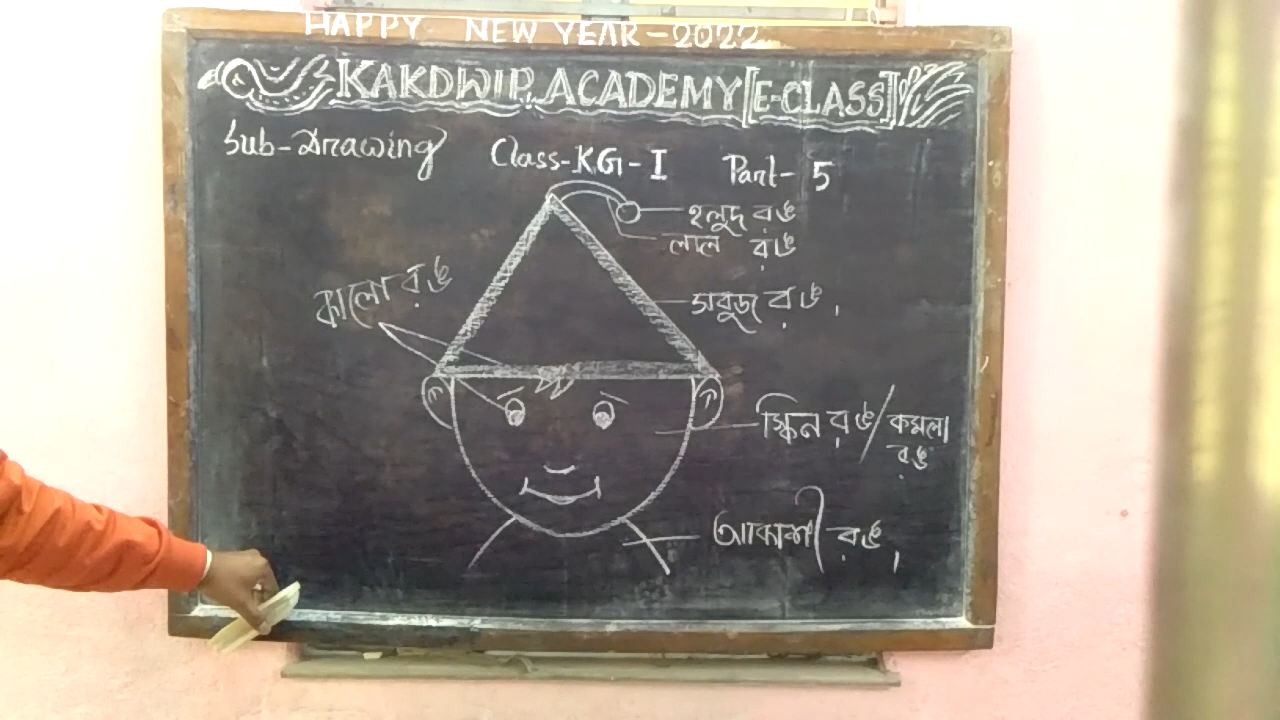 HAPPY NEW YEAR-2022
KAKDWIP ACADEMY [E-CLASS]
Sub-Drawing Class-KG-I Part-5
হলুদ রঙ
লাল রঙ
কালো রঙ
সবুজ রঙ,
স্কিন রঙ/কমলা
রঙ
আকাশী রঙ,